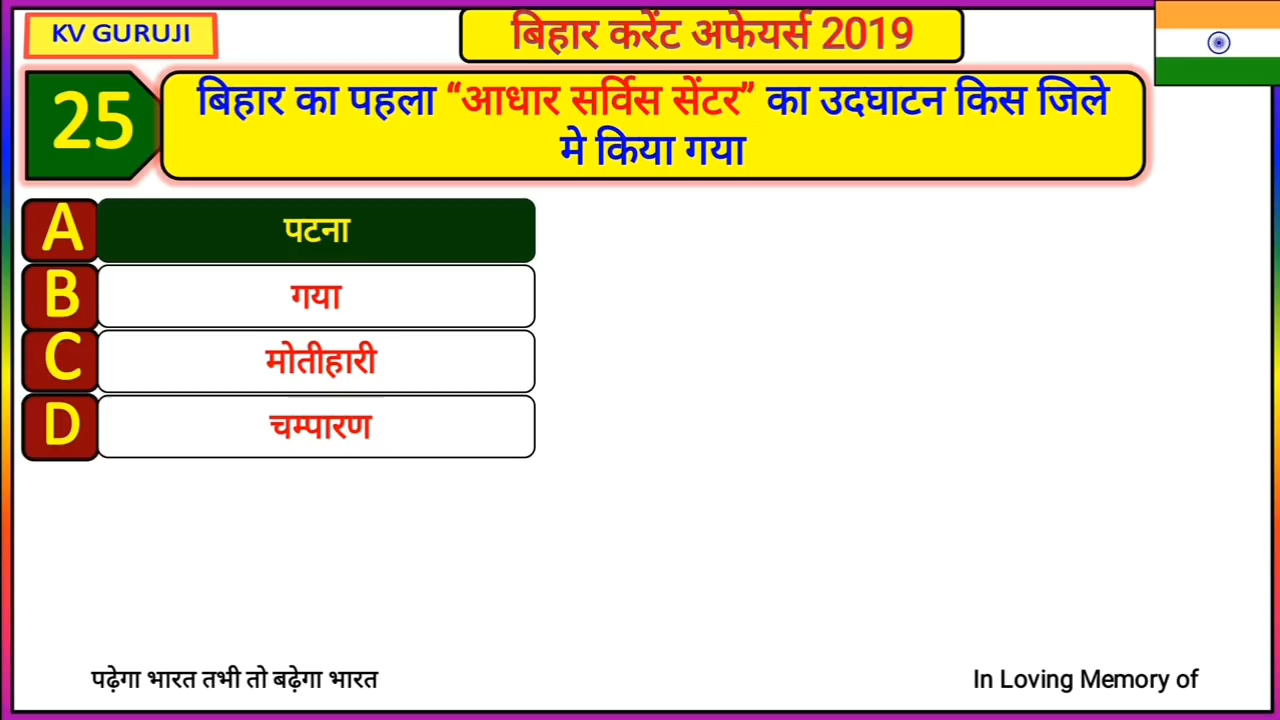 KV GURUJI
बिहार करेंट अफेयर्स 2019
25
बिहार का पहला “आधार सर्विस सेंटर” का उदघाटन किस जिले
मे किया गया
A पटना
B गया
C मोतीहारी
D चम्पारण
पढ़ेगा भारत तभी तो बढ़ेगा भारत
In Loving Memory of